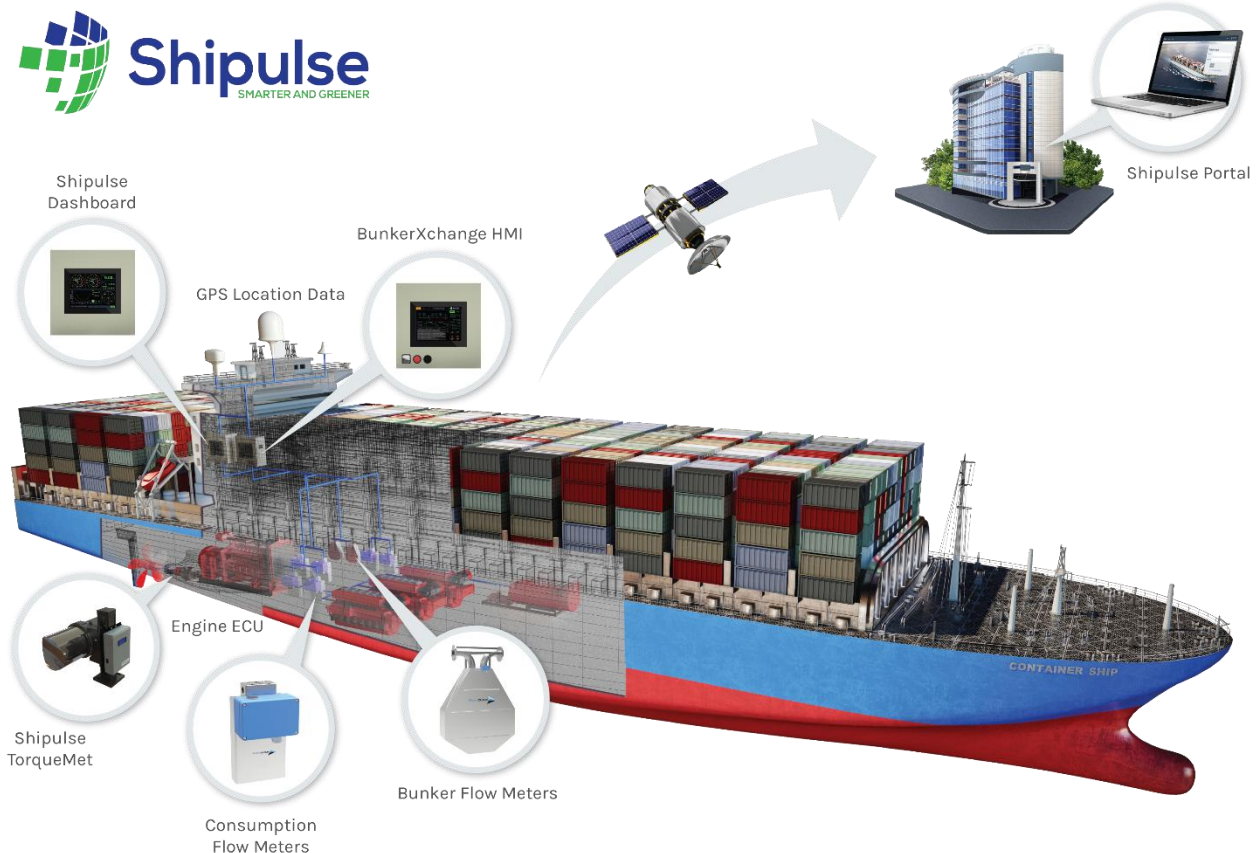 Shipulse
SMARTER AND GREENER
Shipulse Portal
Shipulse
Dashboard
BunkerXchange HMI
GPS Location Data
CONTAINER SHIP
Engine ECU
Shipulse
TorqueMet
Bunker Flow Meters
Consumption
Flow Meters